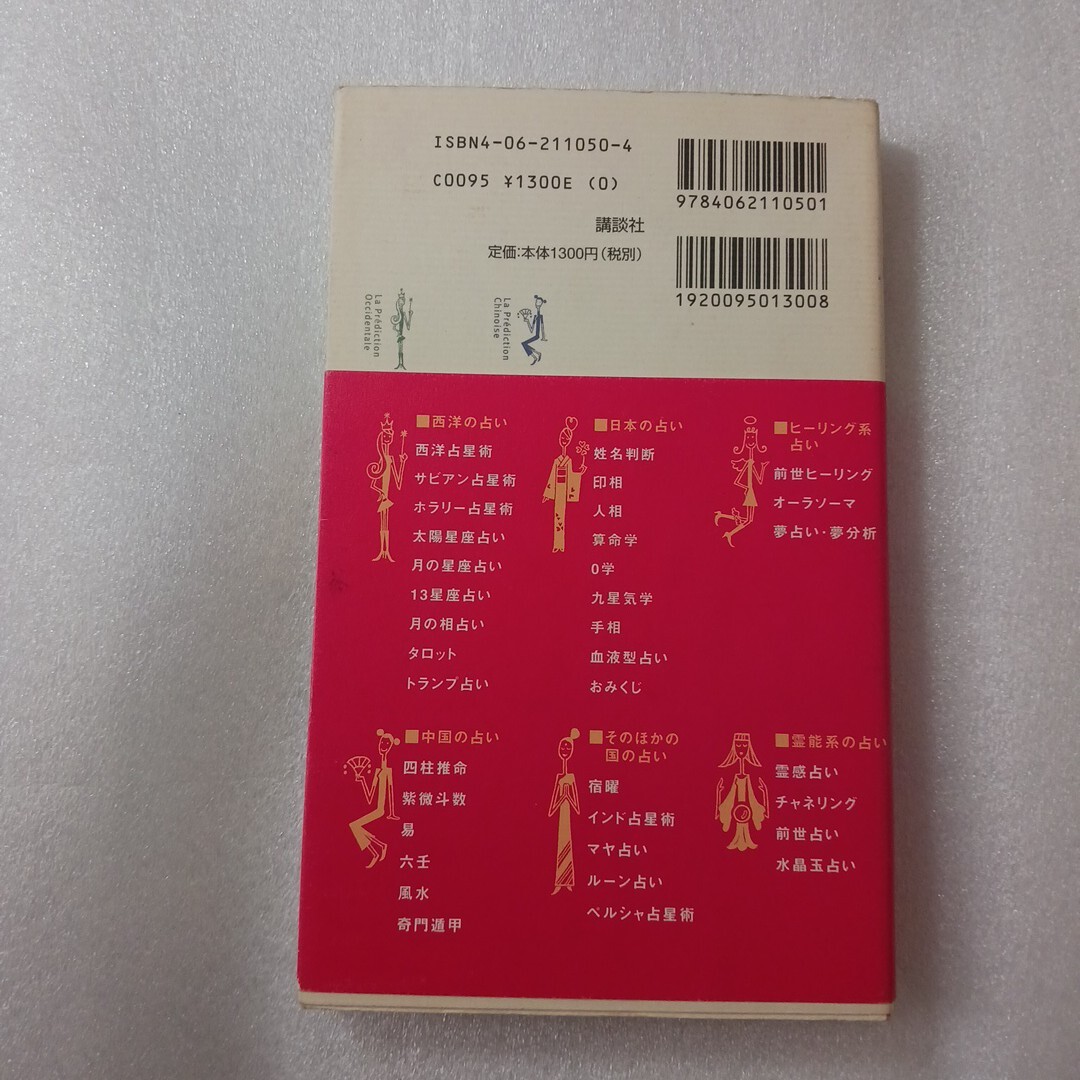 ISBN4-06-211050-4
C0095 ¥1300E (0)
9784062110501
講談社
定価:本体1300円(税別)
1920095013008
La Prédiction
Occidentale
La Prédiction
Chinoise
■西洋の占い
西洋占星術
サビアン占星術
ホラリー占星術
太陽星座占い
月の星座占い
13星座占い
月の相占い
タロット
トランプ占い
■日本の占い
姓名判断
印相
人相
算命学
0学
九星気学
手相
血液型占い
おみくじ
■ヒーリング系
占い
前世ヒーリング
オーラソーマ
夢占い・夢分析
■中国の占い
四柱推命
紫微斗数
易
六壬
風水
奇門遁甲
■そのほかの
国の占い
宿曜
インド占星術
マヤ占い
ルーン占い
ペルシャ占星術
■霊能系の占い
霊感占い
チャネリング
前世占い
水晶玉占い